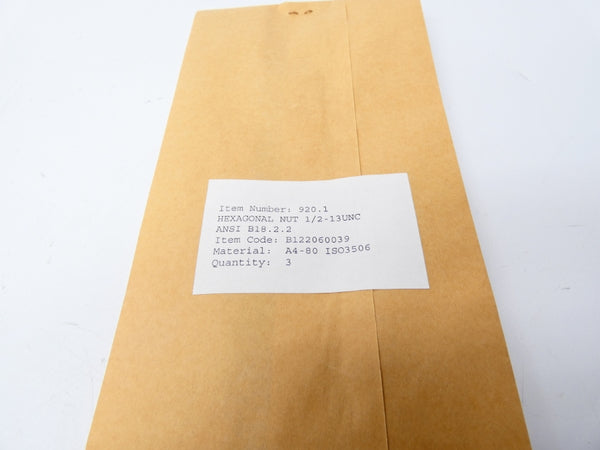 Item Number: 920.1
HEXAGONAL NUT 1/2-13UNC
ANSI B18.2.2
Item Code: B122060039
Material: A4-80 ISO3506
Quantity: 3